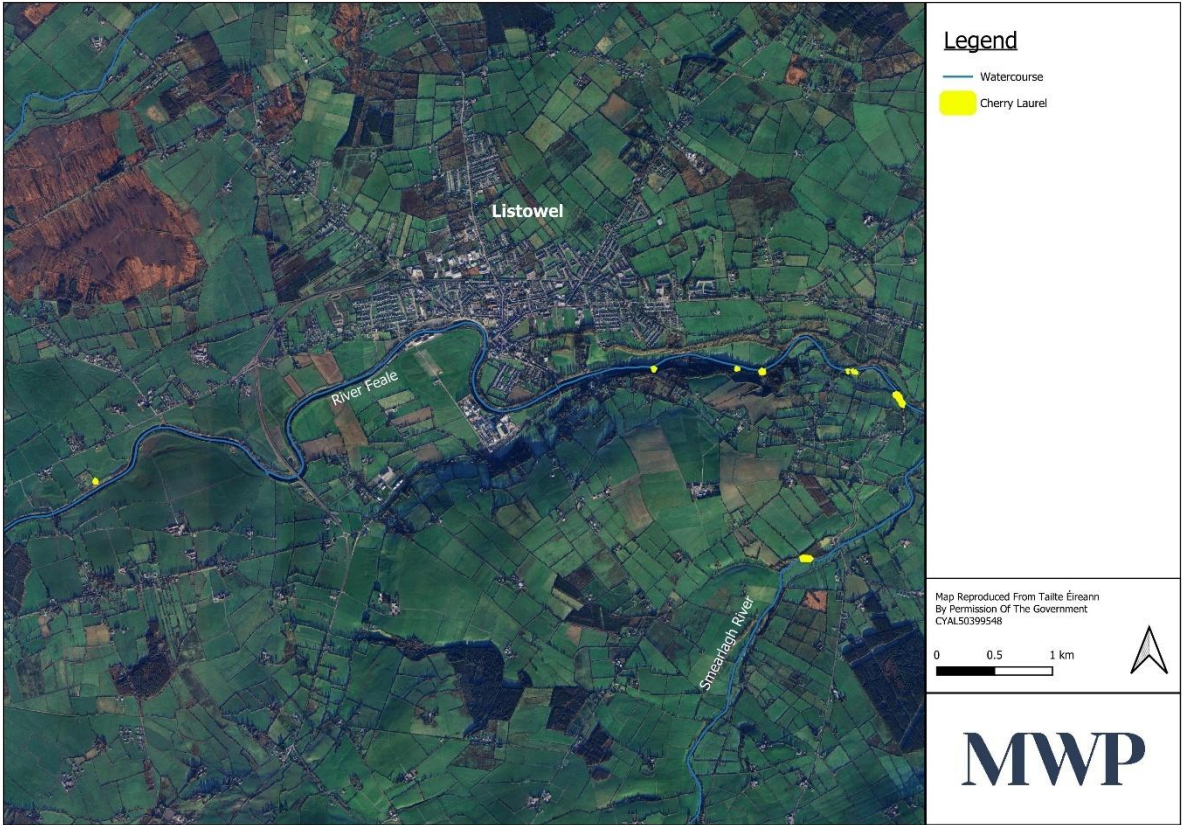 Legend
Watercourse
Cherry Laurel
Listowel
River Feale
Smearlagh River
Map Reproduced From Tailte Éireann
By Permission Of The Government
CYAL50399548
0 0.5 1 km
MWP